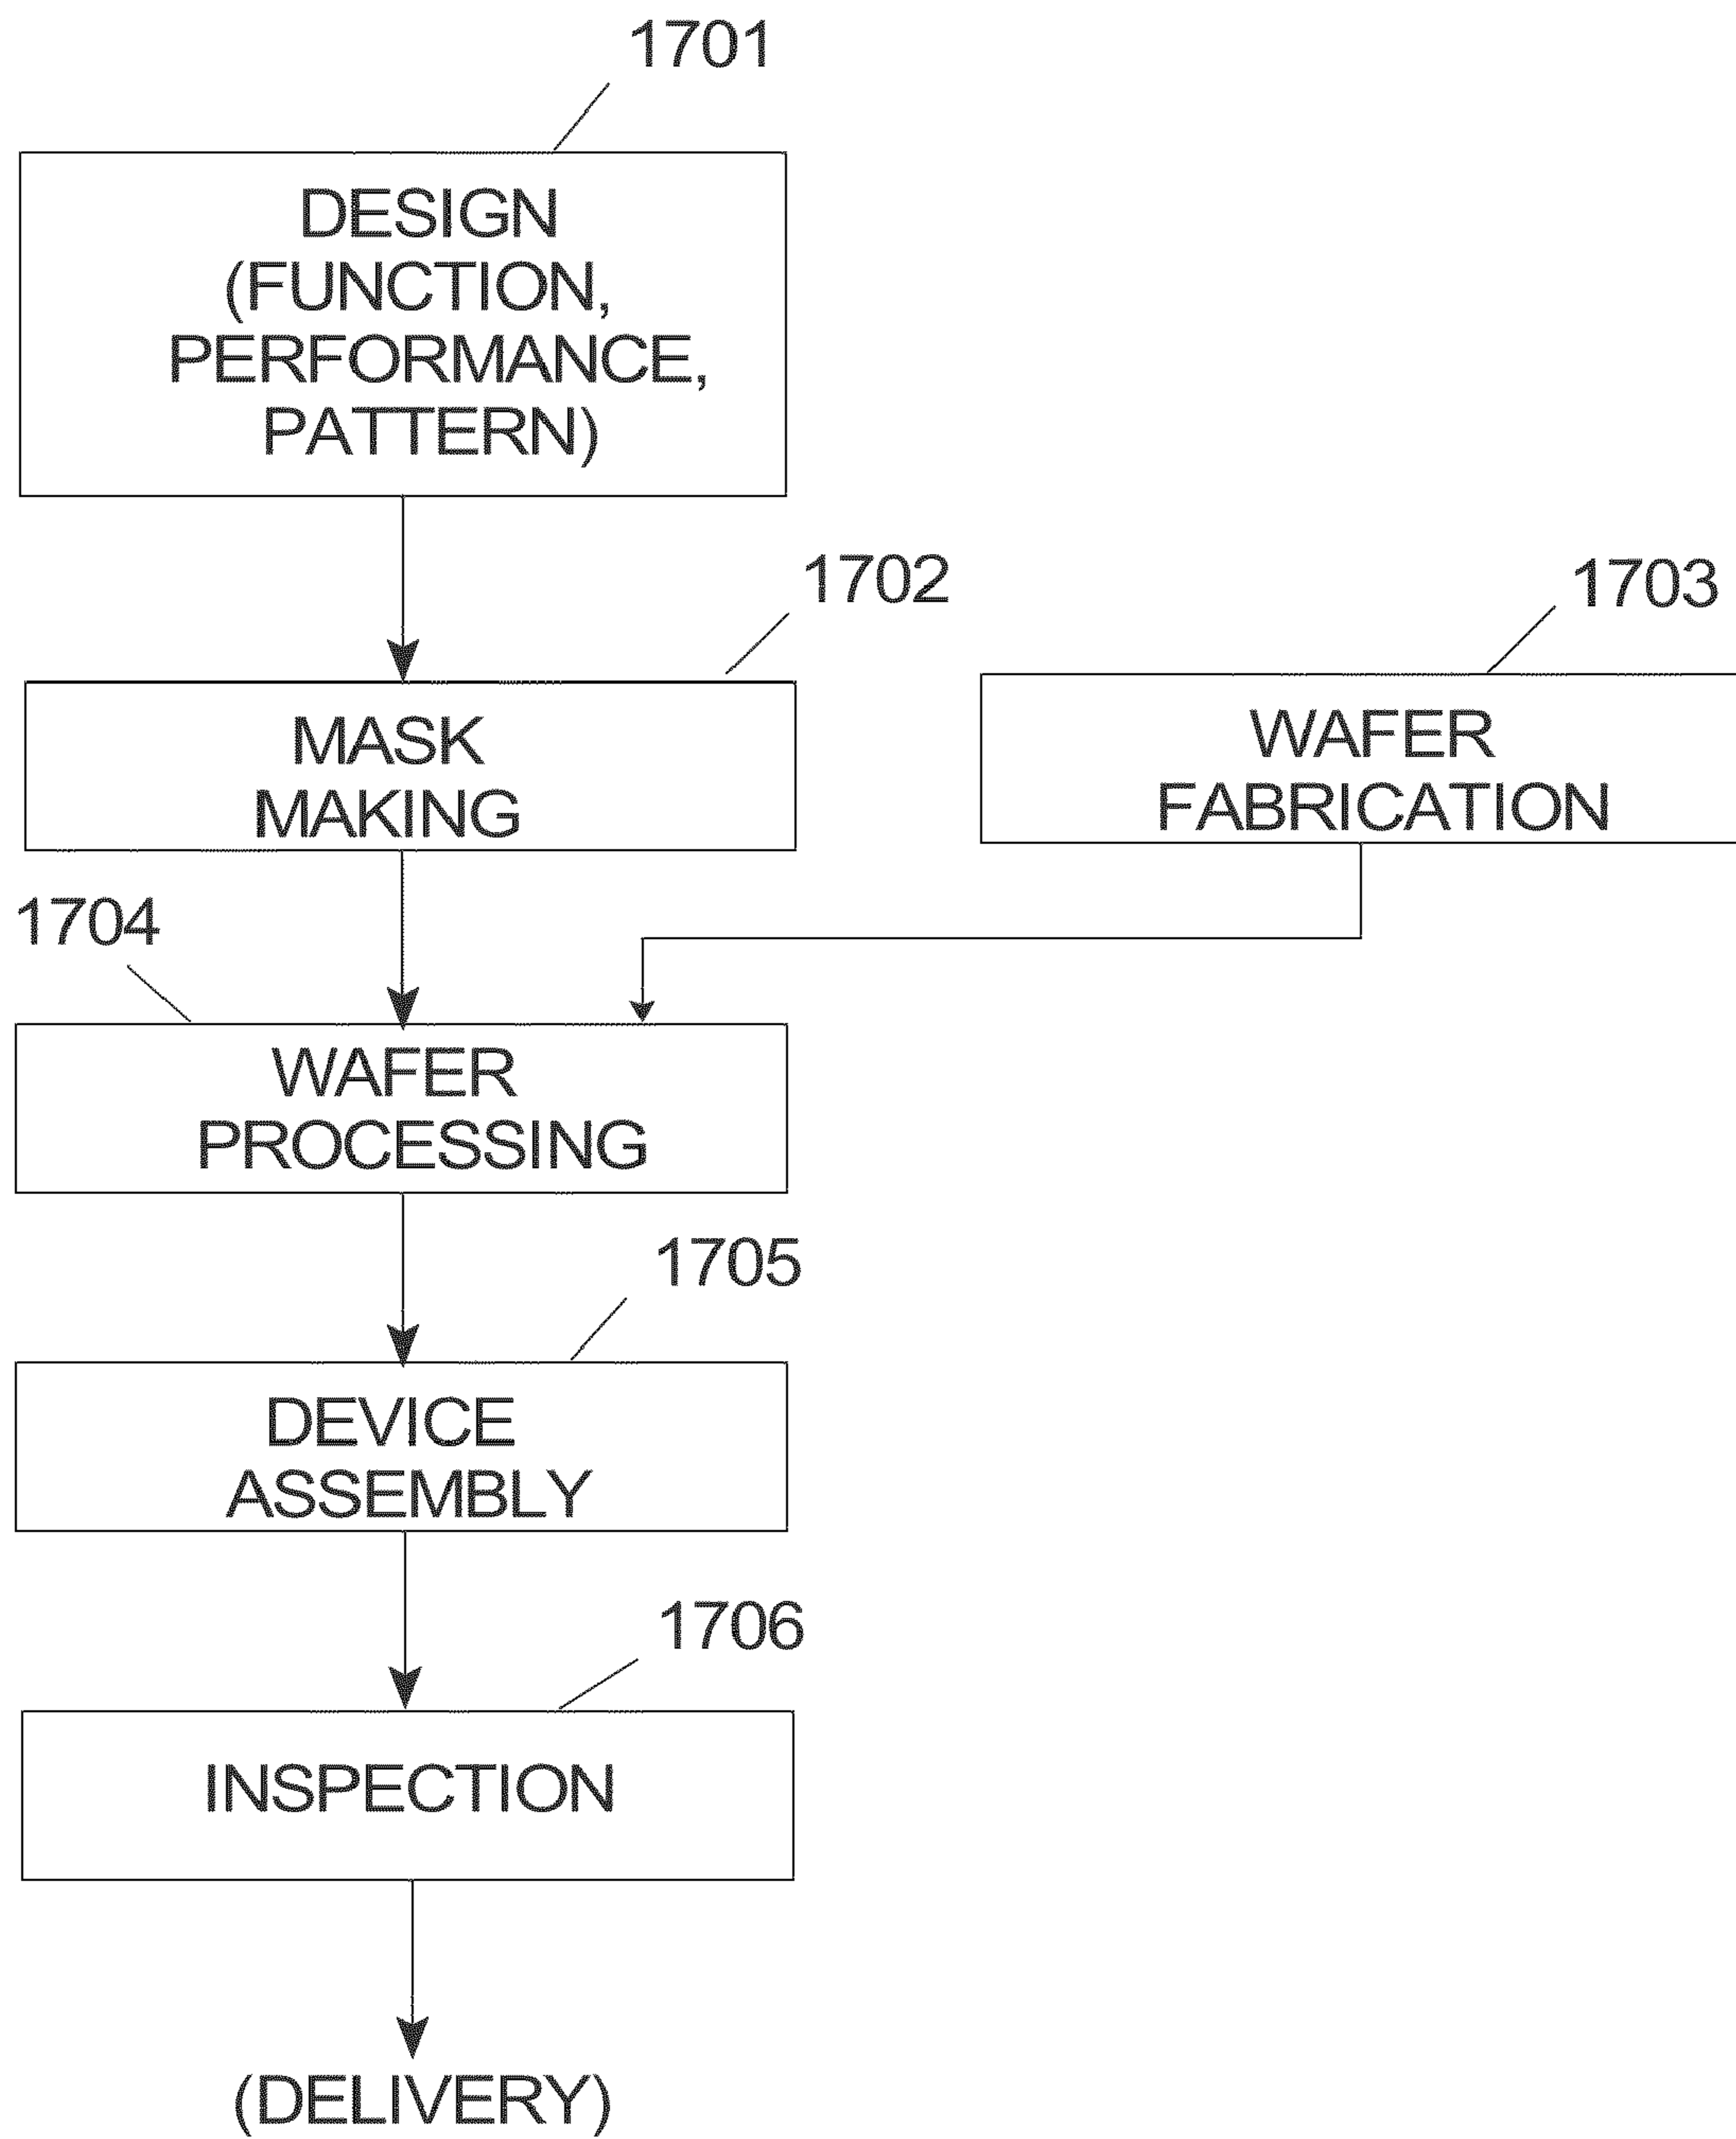 1701
DESIGN
(FUNCTION,
PERFORMANCE,
PATTERN)
1702
MASK
MAKING
1703
WAFER
FABRICATION
1704
WAFER
PROCESSING
1705
DEVICE
ASSEMBLY
1706
INSPECTION
(DELIVERY)